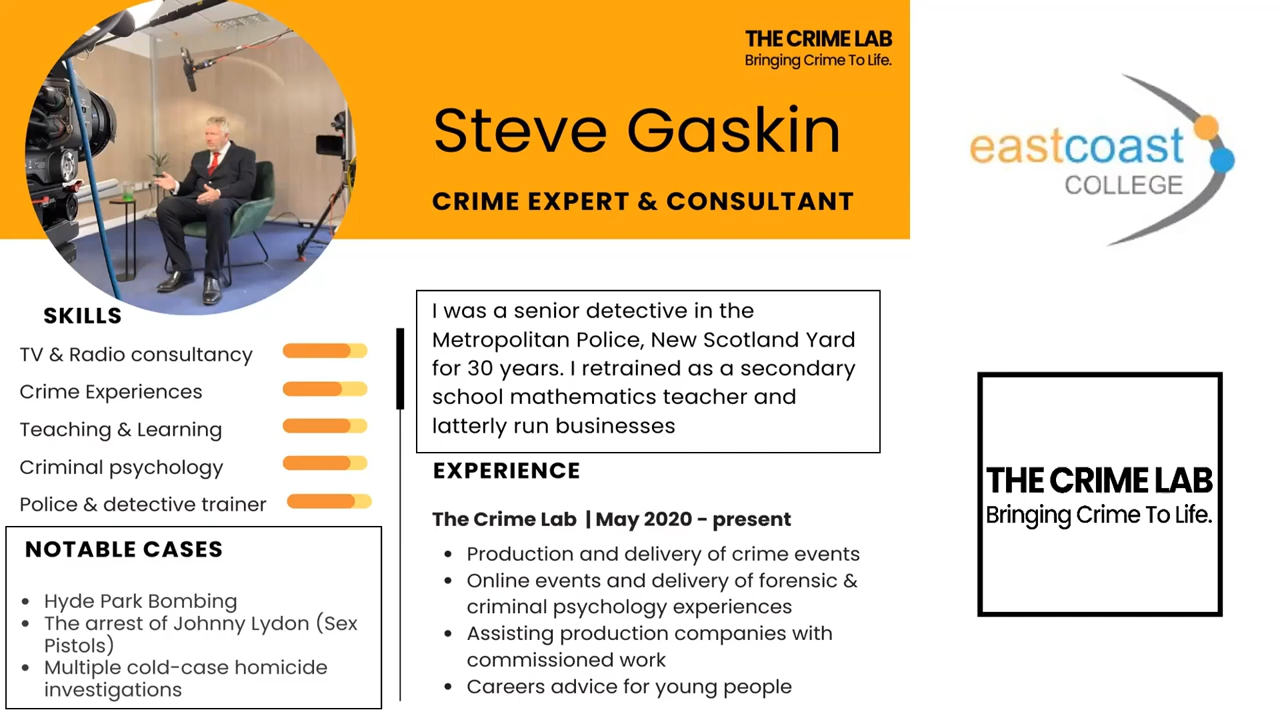 THE CRIME LAB
Bringing Crime To Life.
Steve Gaskin
CRIME EXPERT & CONSULTANT
eastcoast
COLLEGE
SKILLS
TV & Radio consultancy
Crime Experiences
Teaching & Learning
Criminal psychology
Police & detective trainer
NOTABLE CASES
• Hyde Park Bombing
• The arrest of Johnny Lydon (Sex
Pistols)
• Multiple cold-case homicide
investigations
I was a senior detective in the
Metropolitan Police, New Scotland Yard
for 30 years. I retrained as a secondary
school mathematics teacher and
latterly run businesses
EXPERIENCE
The Crime Lab | May 2020 - present
• Production and delivery of crime events
• Online events and delivery of forensic &
criminal psychology experiences
• Assisting production companies with
commissioned work
• Careers advice for young people
THE CRIME LAB
Bringing Crime To Life.